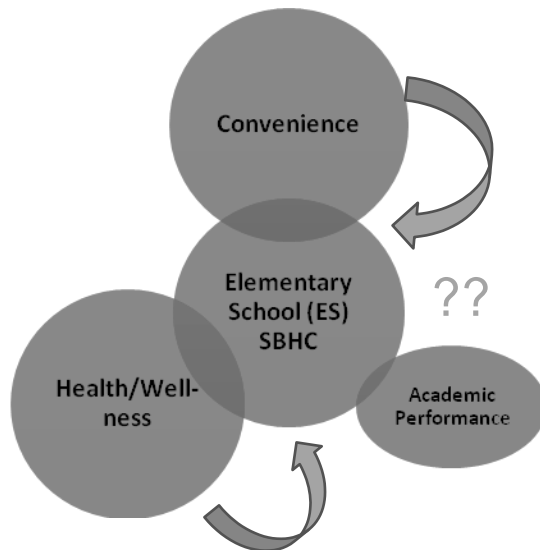 Convenience
Elementary
School (ES)
SBHC
??
Health/Well-
ness
Academic
Performance